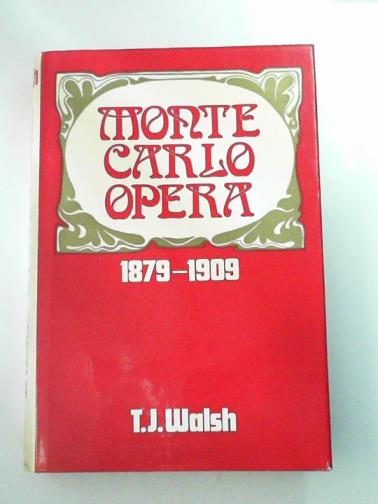 MONTE
CARLO
OPERA
1879–1909
T.J. Walsh